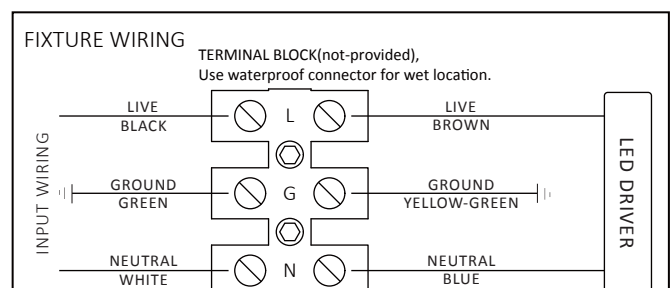 FIXTURE WIRING
TERMINAL BLOCK(not-provided),
Use waterproof connector for wet location.
INPUT WIRING
LIVE
BLACK
L
LIVE
BROWN
GROUND
GREEN
G
GROUND
YELLOW-GREEN
NEUTRAL
WHITE
N
NEUTRAL
BLUE
LED DRIVER